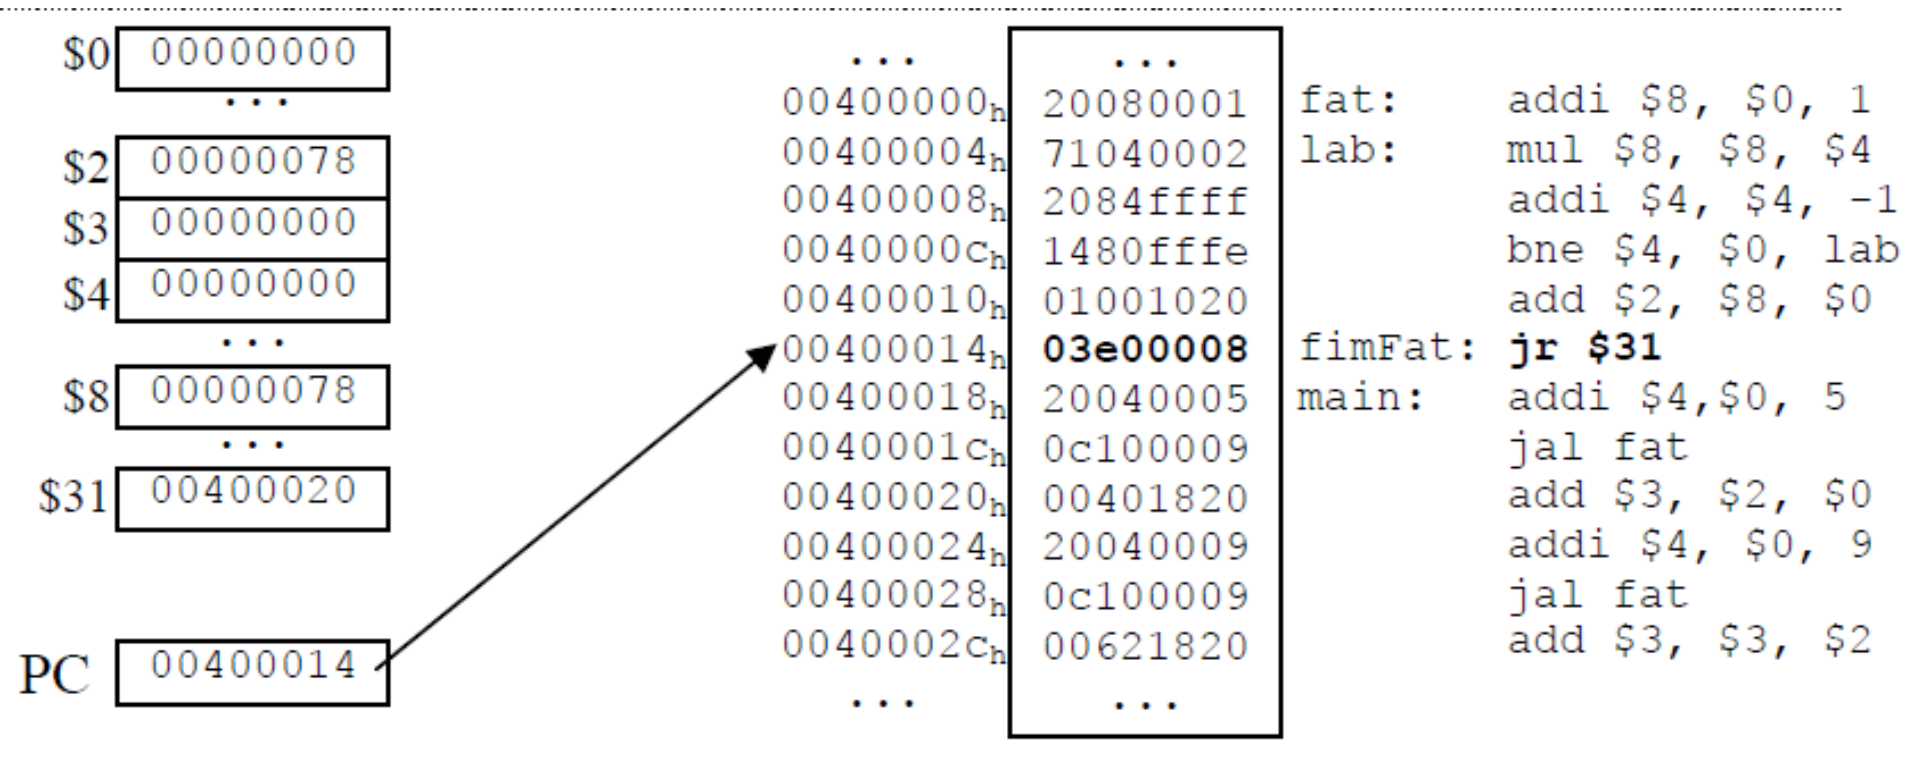 $0 00000000
...
$2 00000078
$3 00000000
$4 00000000
...
$8 00000078
...
$31 00400020
PC 00400014
... ...
00400000h 20080001 fat: addi $8, $0, 1
00400004h 71040002 lab: mul $8, $8, $4
00400008h 2084ffff addi $4, $4, -1
0040000Ch 1480fffe bne $4, $0, lab
00400010h 01001020 add $2, $8, $0
00400014h 03e00008 fimFat: jr $31
00400018h 20040005 main: addi $4,$0, 5
0040001Ch 0c100009 jal fat
00400020h 00401820 add $3, $2, $0
00400024h 20040009 addi $4, $0, 9
00400028h 0c100009 jal fat
0040002Ch 00621820 add $3, $3, $2
... ...